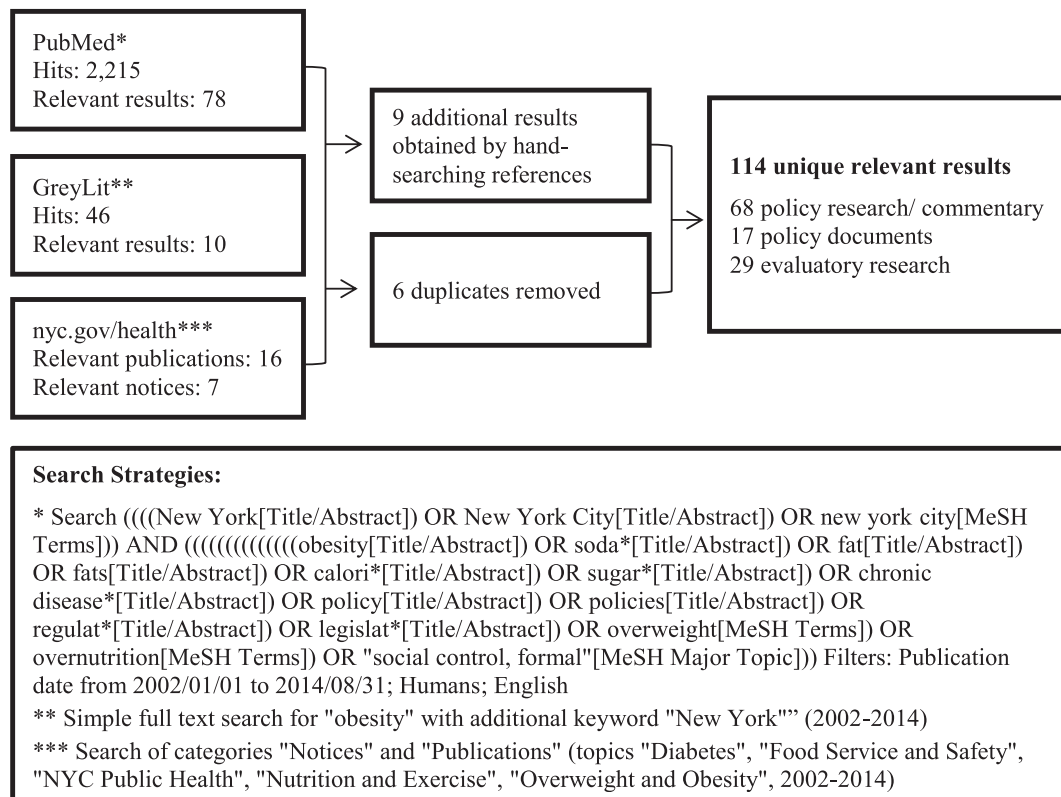 PubMed*
Hits: 2,215
Relevant results: 78
GreyLit**
Hits: 46
Relevant results: 10
nyc.gov/health***
Relevant publications: 16
Relevant notices: 7
9 additional results
obtained by hand-
searching references
6 duplicates removed
114 unique relevant results
68 policy research/ commentary
17 policy documents
29 evaluatory research
Search Strategies:
* Search ((((New York[Title/Abstract]) OR New York City[Title/Abstract]) OR new york city[MeSH
Terms])) AND ((((((((((((((obesity[Title/Abstract]) OR soda*[Title/Abstract]) OR fat[Title/Abstract])
OR fats[Title/Abstract]) OR calori*[Title/Abstract]) OR sugar*[Title/Abstract]) OR chronic
disease*[Title/Abstract]) OR policy[Title/Abstract]) OR policies[Title/Abstract]) OR
regulat*[Title/Abstract]) OR legislat*[Title/Abstract]) OR overweight[MeSH Terms]) OR
overnutrition[MeSH Terms]) OR "social control, formal"[MeSH Major Topic])) Filters: Publication
date from 2002/01/01 to 2014/08/31; Humans; English
** Simple full text search for "obesity" with additional keyword "New York"” (2002-2014)
*** Search of categories "Notices" and "Publications" (topics "Diabetes", "Food Service and Safety",
"NYC Public Health", "Nutrition and Exercise", "Overweight and Obesity", 2002-2014)